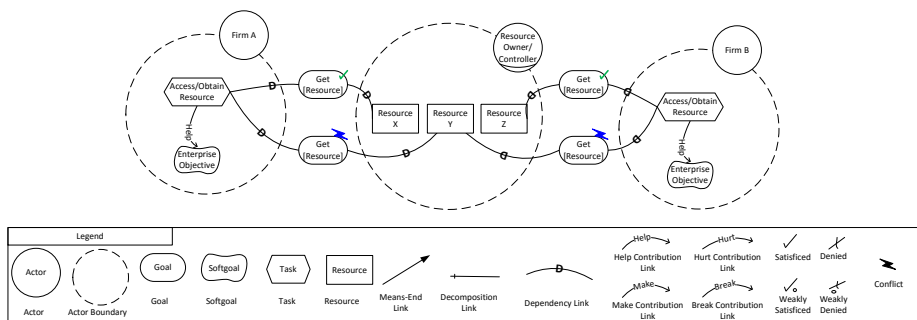 Firm A
Resource
Owner/
Controller
Firm B
Access/Obtain
Resource
D
Get
[Resource]
D
Get
[Resource]
D
D
Access/Obtain
Resource
Resource
X
Resource
Y
Resource
Z
Help
D
Get
[Resource]
D
D
Get
[Resource]
D
Help
Enterprise
Objective
Enterprise
Objective
Legend
Actor
Goal
Softgoal
Task
Resource
D
Help
Help Contribution
Link
Hurt
Hurt Contribution
Link
Satisficed
Denied
Actor
Actor Boundary
Goal
Softgoal
Task
Resource
Means-End
Link
Decomposition
Link
Dependency Link
Make
Make Contribution
Link
Break
Break Contribution
Link
Weakly
Satisficed
Weakly
Denied
Conflict